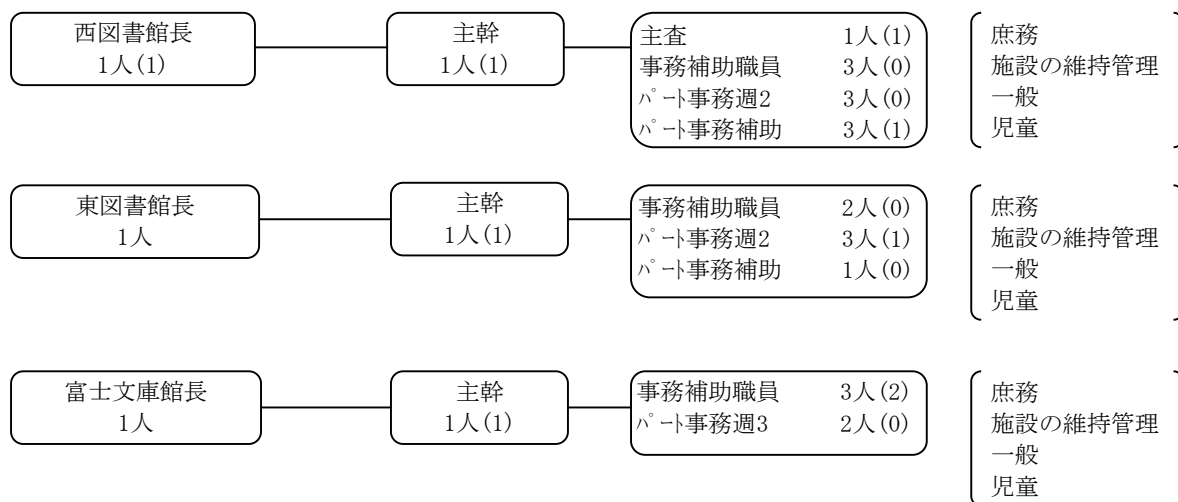 西図書館長
1人(1)
主幹
1人(1)
主査 1人(1)
事務補助職員 3人(0)
ﾊﾟｰﾄ事務週2 3人(0)
ﾊﾟｰﾄ事務補助 3人(1)
庶務
施設の維持管理
一般
児童
東図書館長
1人
主幹
1人(1)
事務補助職員 2人(0)
ﾊﾟｰﾄ事務週2 3人(1)
ﾊﾟｰﾄ事務補助 1人(0)
庶務
施設の維持管理
一般
児童
富士文庫館長
1人
主幹
1人(1)
事務補助職員 3人(2)
ﾊﾟｰﾄ事務週3 2人(0)
庶務
施設の維持管理
一般
児童